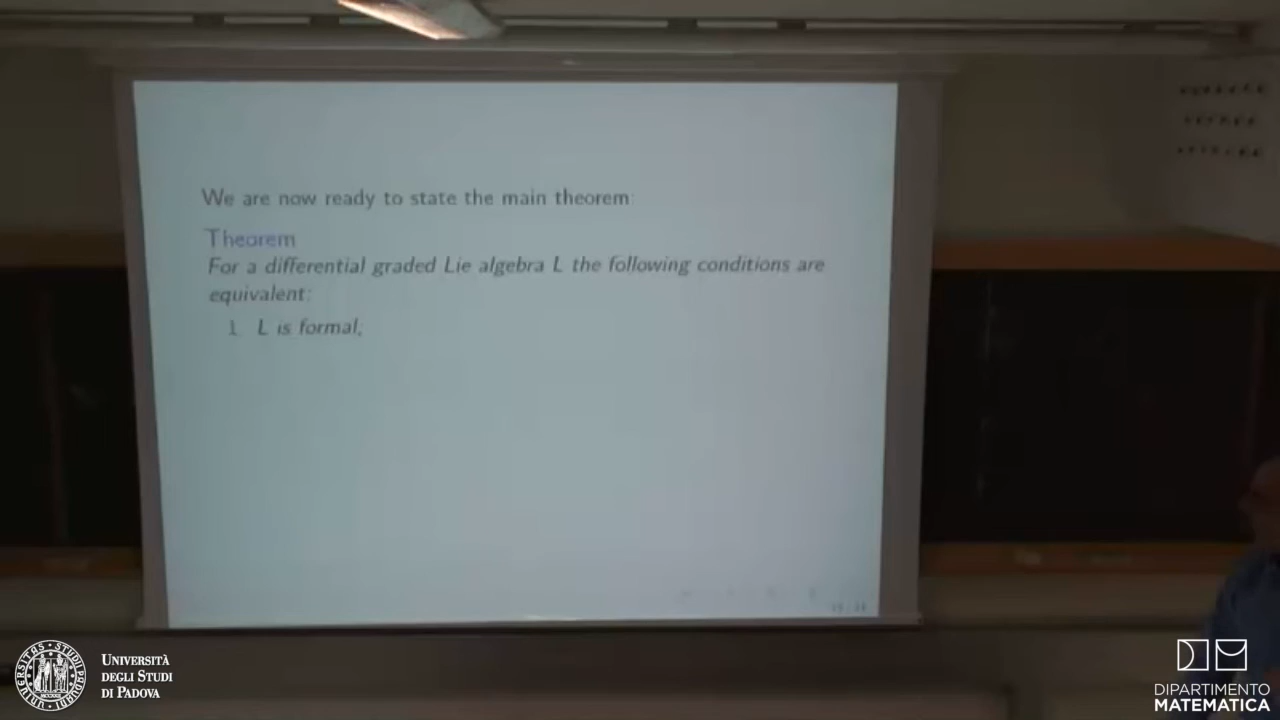 We are now ready to state the main theorem:
Theorem
For a differential graded Lie algebra L the following conditions are
equivalent:
1. L is formal,
UNIVERSITÀ
DEGLI STUDI
DI PADOVA
DIPARTIMENTO
MATEMATICA